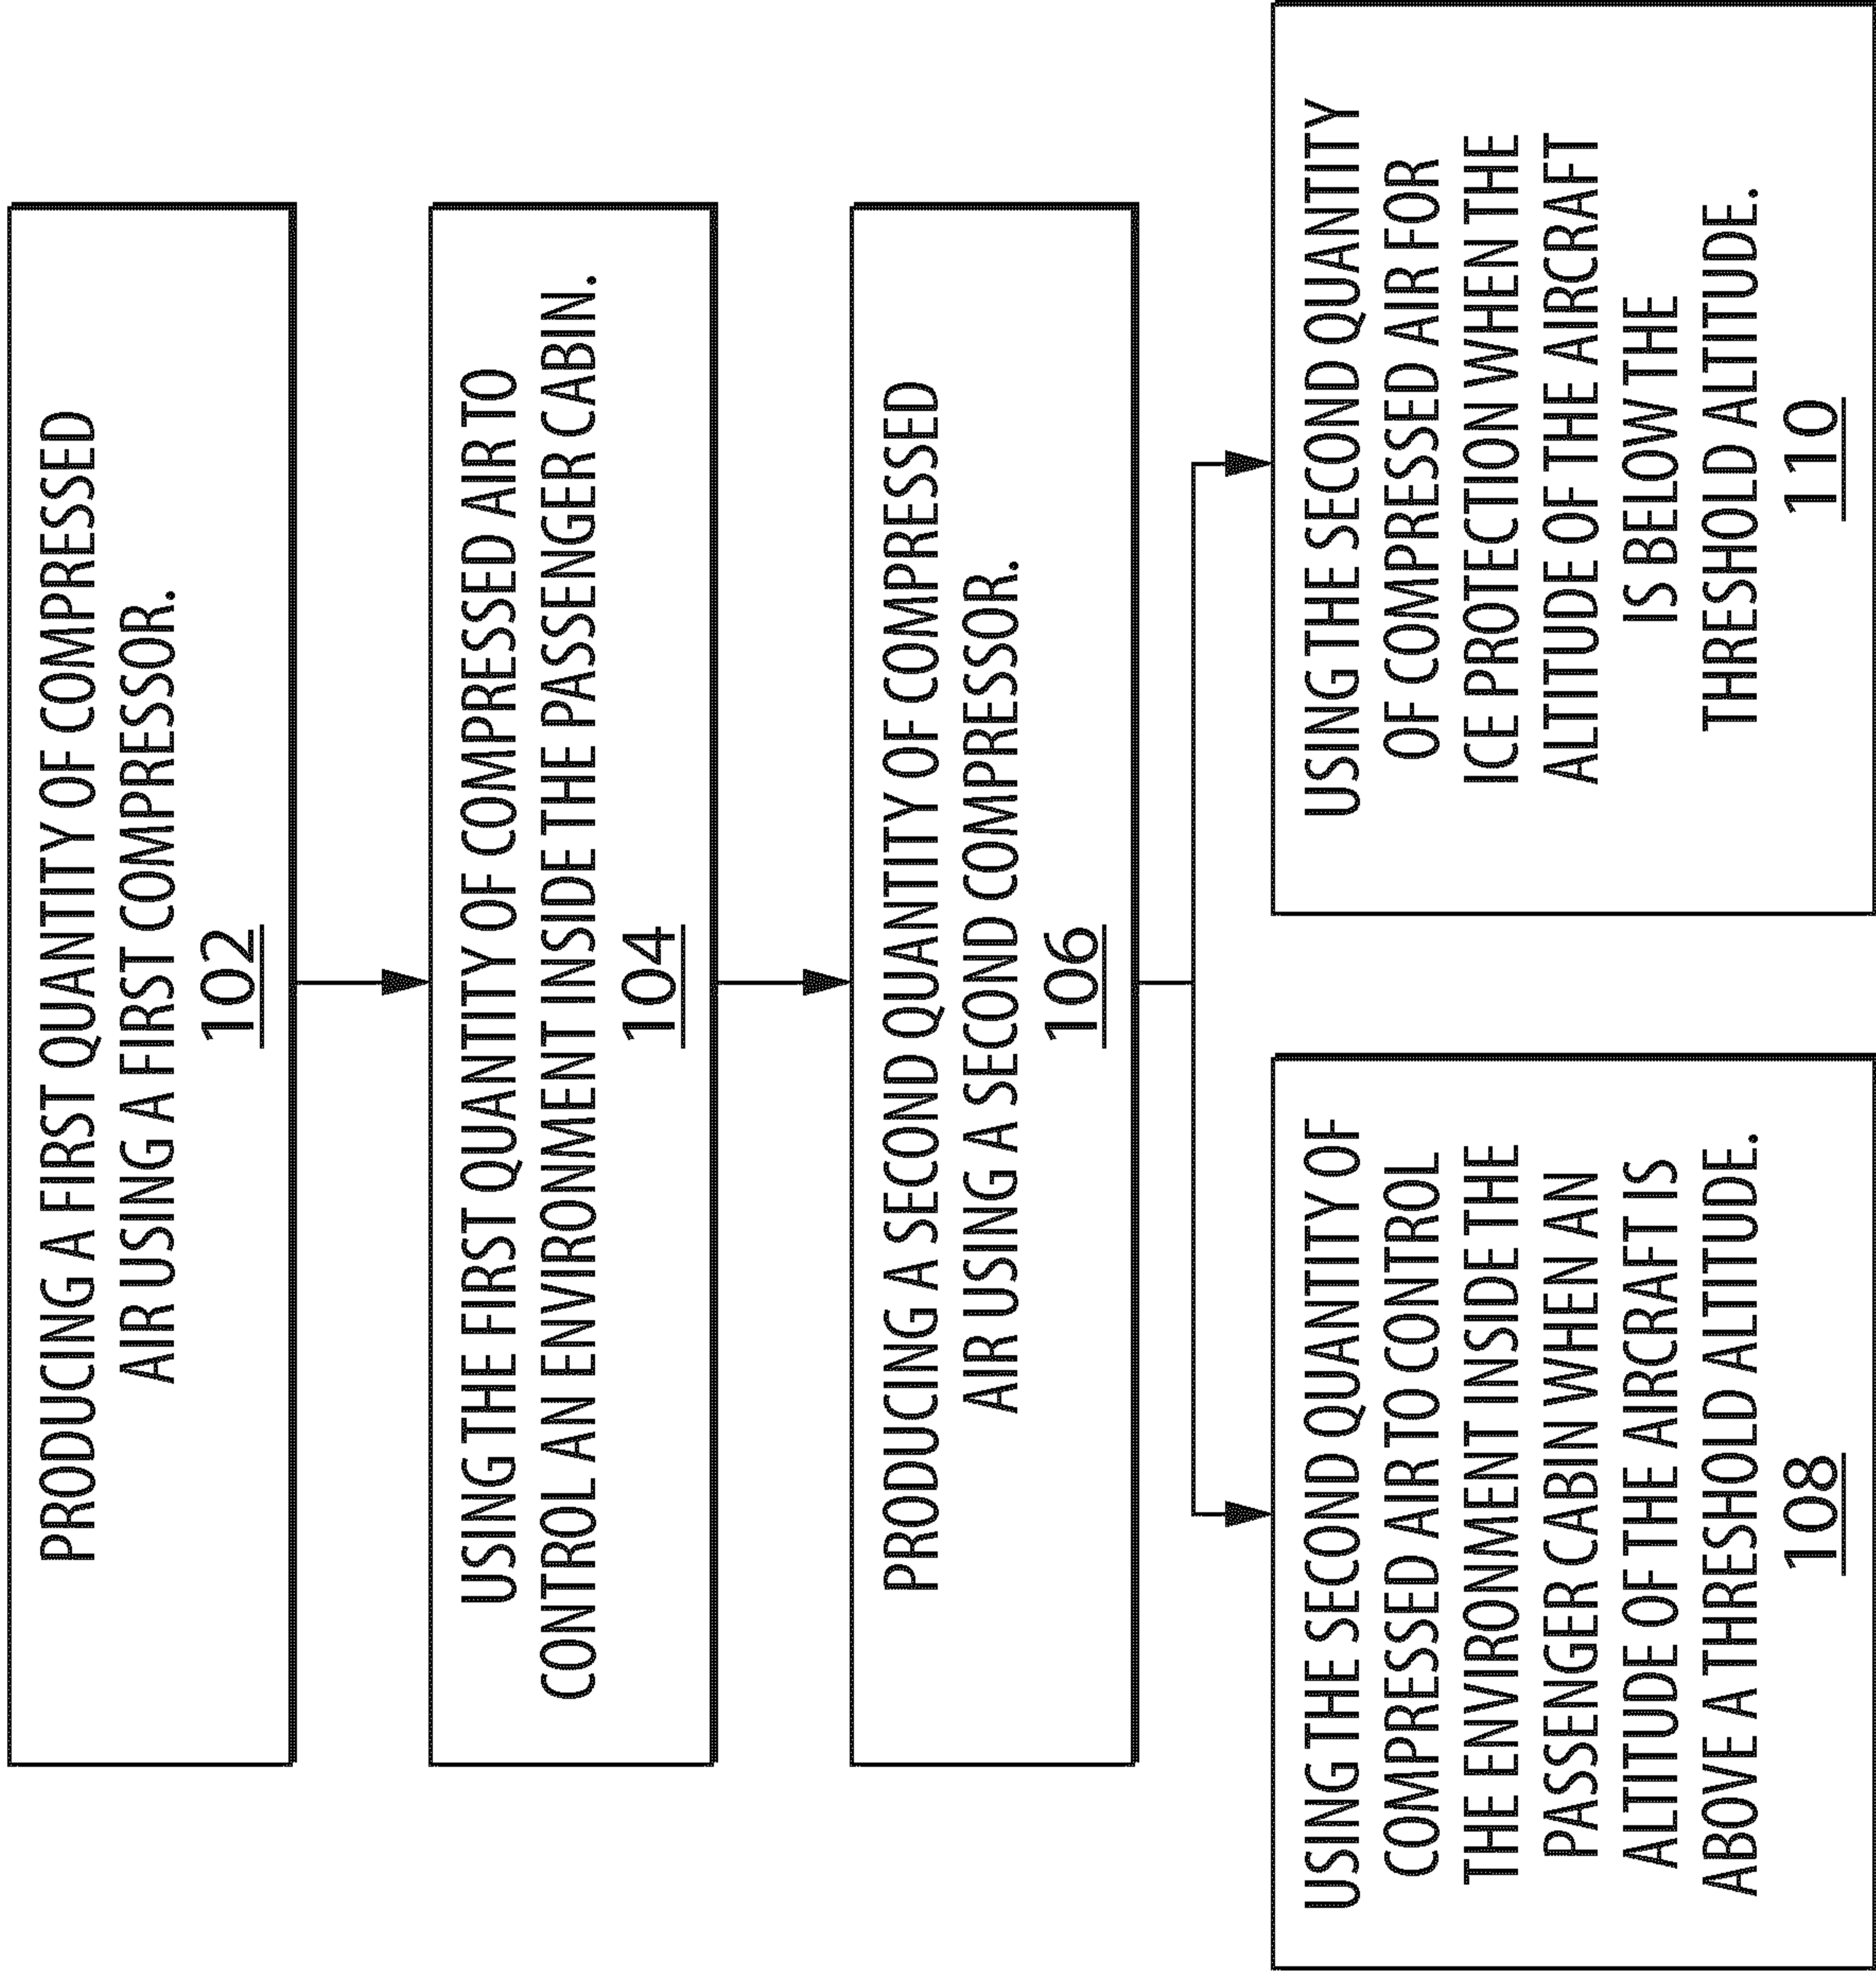 PRODUCING A FIRST QUANTITY OF COMPRESSED
AIR USING A FIRST COMPRESSOR.
102
USING THE FIRST QUANTITY OF COMPRESSED AIR TO
CONTROL AN ENVIRONMENT INSIDE THE PASSENGER CABIN.
104
PRODUCING A SECOND QUANTITY OF COMPRESSED
AIR USING A SECOND COMPRESSOR.
106
USING THE SECOND QUANTITY OF
COMPRESSED AIR TO CONTROL
THE ENVIRONMENT INSIDE THE
PASSENGER CABIN WHEN AN
ALTITUDE OF THE AIRCRAFT IS
ABOVE A THRESHOLD ALTITUDE.
108
USING THE SECOND QUANTITY
OF COMPRESSED AIR FOR
ICE PROTECTION WHEN THE
ALTITUDE OF THE AIRCRAFT
IS BELOW THE
THRESHOLD ALTITUDE.
110